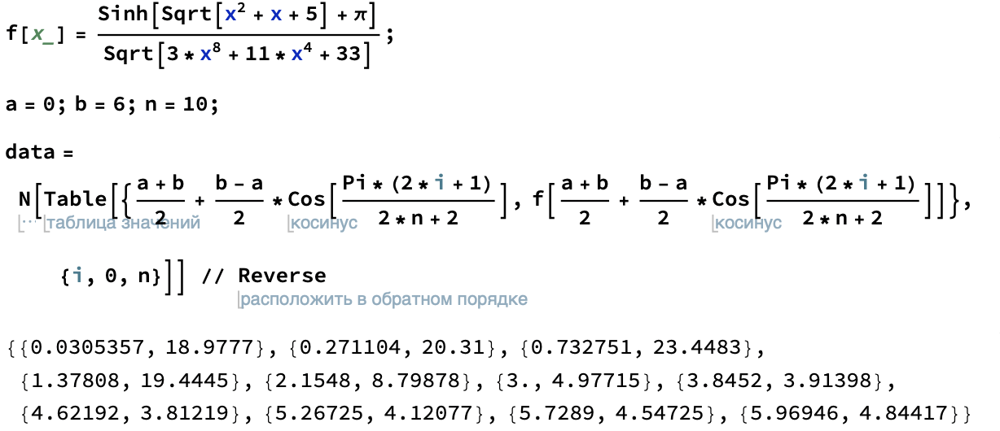 f[x_] = Sinh[Sqrt[x² + x + 5] + π] / Sqrt[3 * x⁸ + 11 * x⁴ + 33] ;
a = 0; b = 6; n = 10;
data =
N[Table[{(a + b)/2 + (b - a)/2 * Cos[(Pi * (2 * i + 1))/(2 * n + 2)], f[(a + b)/2 + (b - a)/2 * Cos[(Pi * (2 * i + 1))/(2 * n + 2)]]},
⋯ таблица значений косинус косинус
{i, 0, n}]] // Reverse
расположить в обратном порядке
{{0.0305357, 18.9777}, {0.271104, 20.31}, {0.732751, 23.4483},
{1.37808, 19.4445}, {2.1548, 8.79878}, {3., 4.97715}, {3.8452, 3.91398},
{4.62192, 3.81219}, {5.26725, 4.12077}, {5.7289, 4.54725}, {5.96946, 4.84417}}